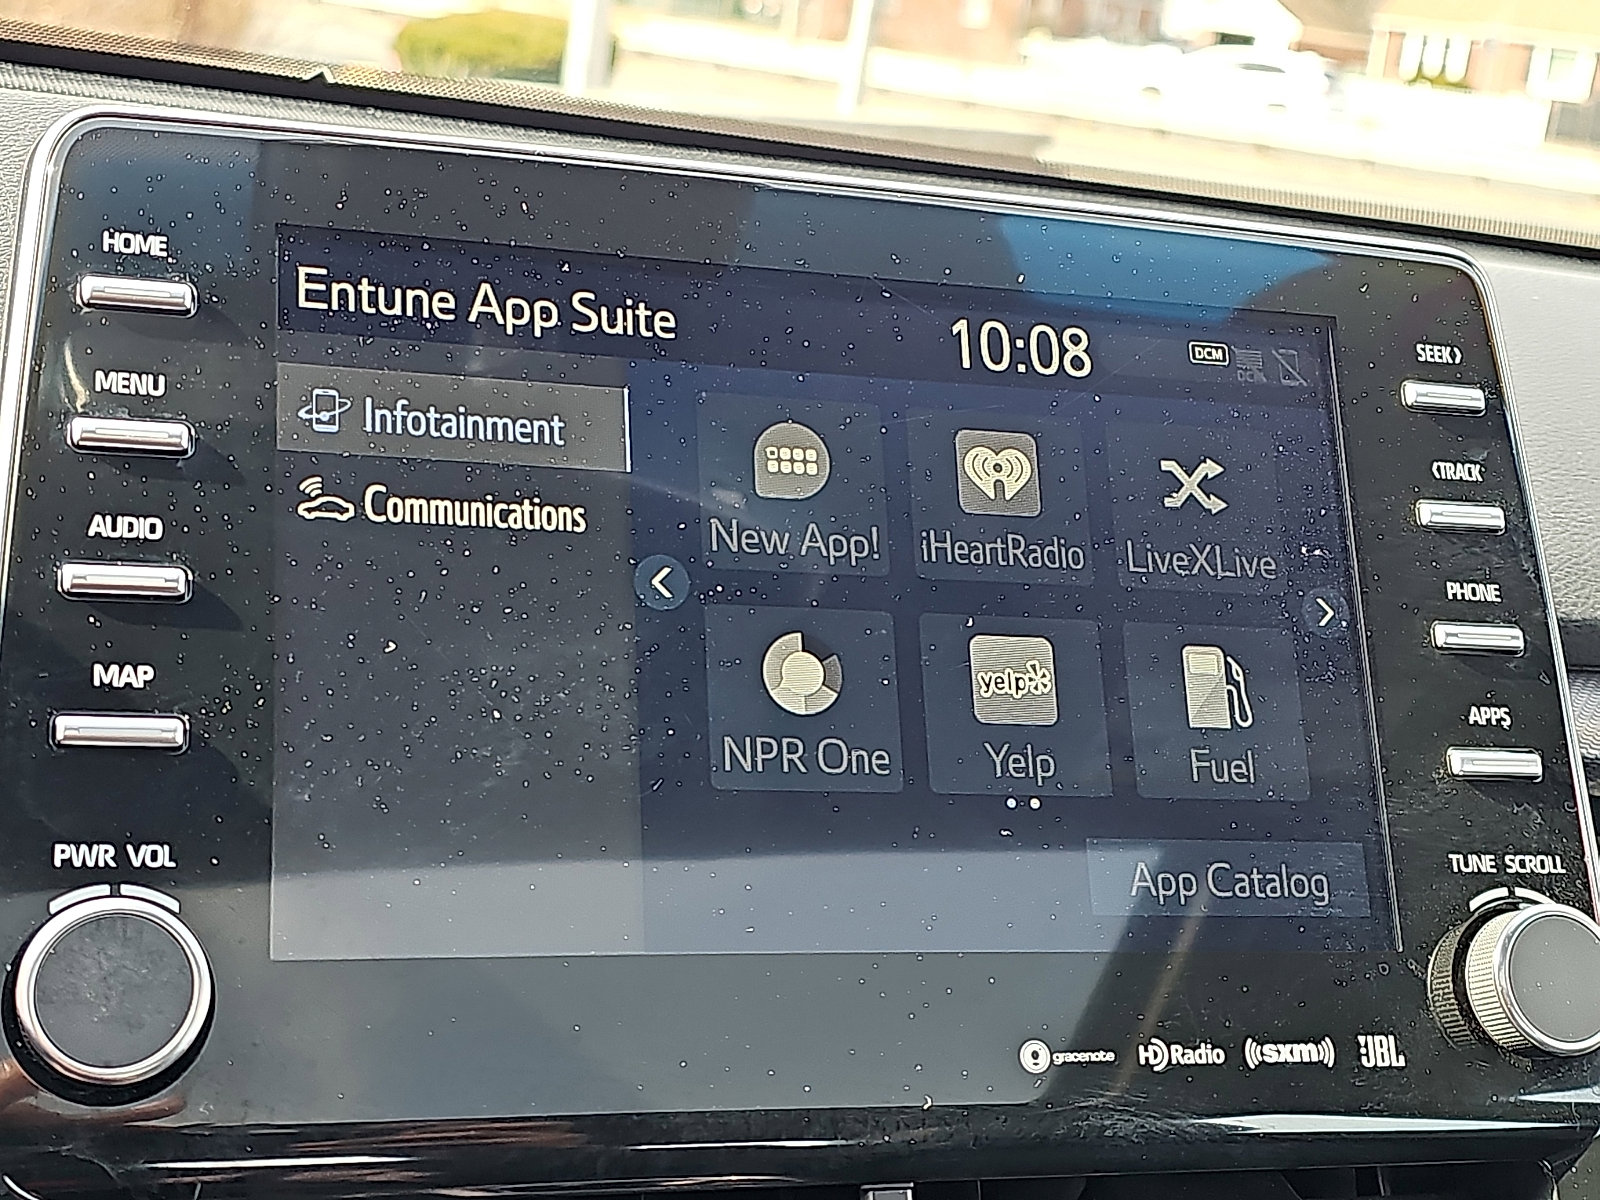 HOME
MENU
AUDIO
MAP
PWR VOL
Entune App Suite
10:08
DCM
Infotainment
Communications
New App!
iHeartRadio
LiveXLive
NPR One
yelp
Yelp
Fuel
App Catalog
SEEK>
<TRACK
PHONE
APPS
TUNE SCROLL
gracenote
HD Radio
((sxm))
JBL